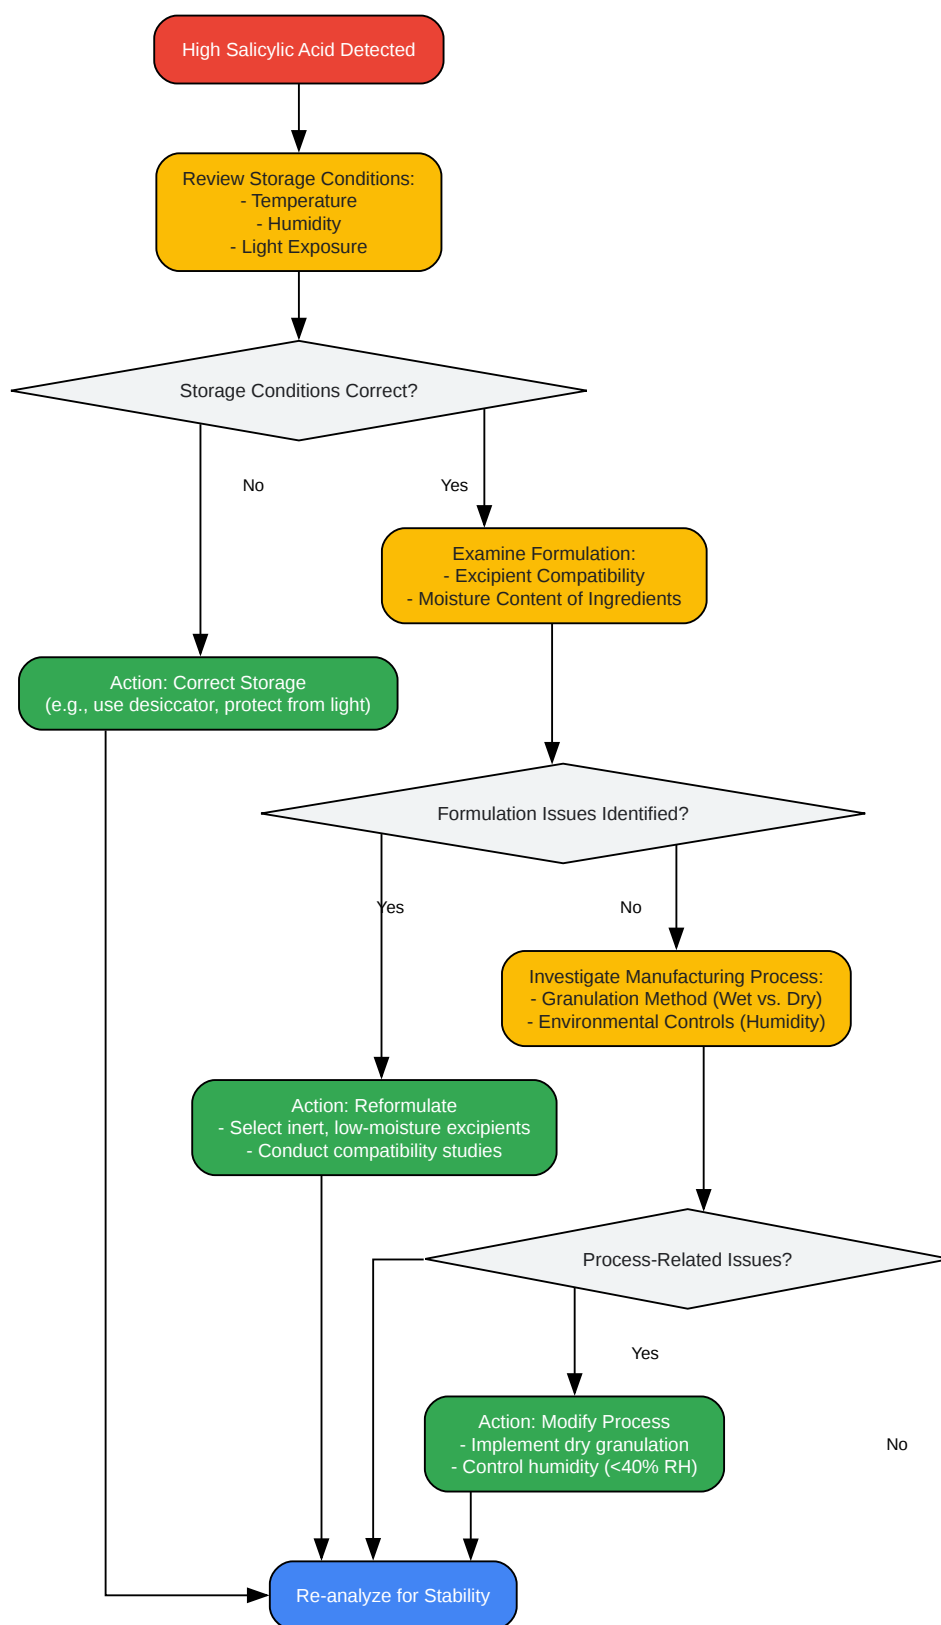 High Salicylic Acid Detected
Review Storage Conditions:
- Temperature
- Humidity
- Light Exposure
Storage Conditions Correct?
No
Yes
Examine Formulation:
- Excipient Compatibility
- Moisture Content of Ingredients
Action: Correct Storage
(e.g., use desiccator, protect from light)
Formulation Issues Identified?
Yes
No
Investigate Manufacturing Process:
- Granulation Method (Wet vs. Dry)
- Environmental Controls (Humidity)
Action: Reformulate
- Select inert, low-moisture excipients
- Conduct compatibility studies
Process-Related Issues?
Yes
Action: Modify Process
- Implement dry granulation
- Control humidity (<40% RH)
No
Re-analyze for Stability